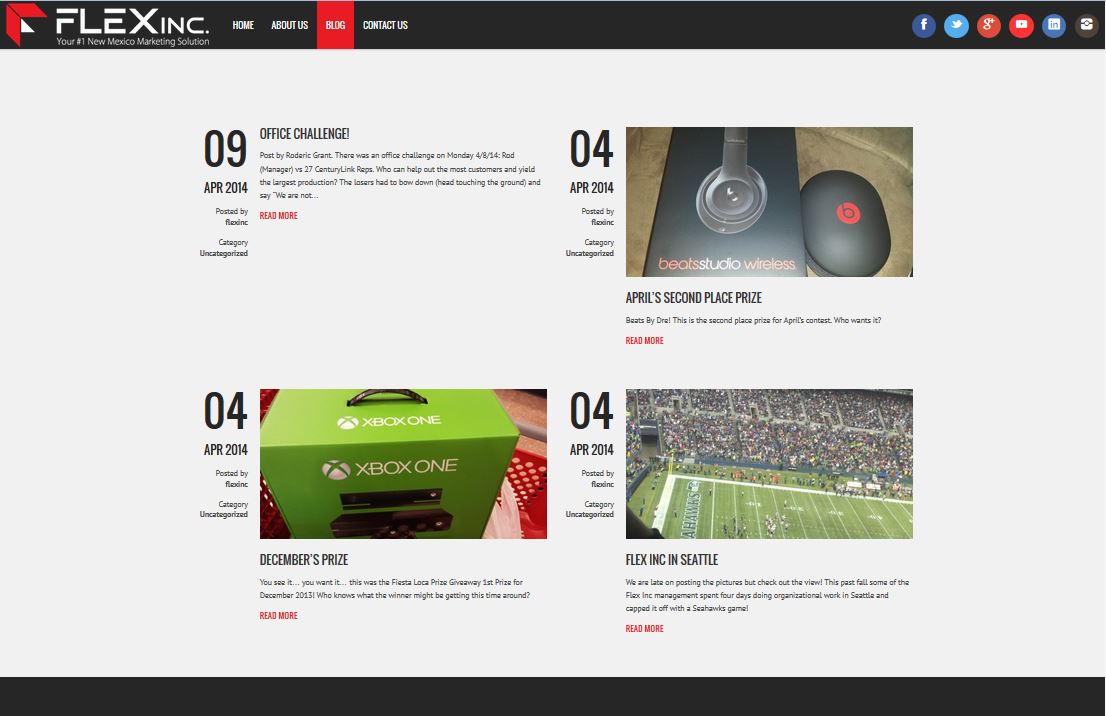 FLEX INC.
Your #1 New Mexico Marketing Solution
HOME ABOUT US BLOG CONTACT US
09
APR 2014
Posted by
flexinc
Category
Uncategorized
OFFICE CHALLENGE!
Post by Roderic Grant. There was an office challenge on Monday 4/8/14: Rod
(Manager) vs 27 CenturyLink Reps. Who can help out the most customers and yield
the largest production? The losers had to bow down (head touching the ground) and
say “We are not...
READ MORE
04
APR 2014
Posted by
flexinc
Category
Uncategorized
beatsstudio wireless
b
APRIL'S SECOND PLACE PRIZE
Beats By Dre! This is the second place prize for April's contest. Who wants it?
READ MORE
04
APR 2014
Posted by
flexinc
Category
Uncategorized
XBOX ONE
XBOX ONE
DECEMBER'S PRIZE
You see it... you want it... this was the Fiesta Loca Prize Giveaway 1st Prize for
December 2013! Who knows what the winner might be getting this time around?
READ MORE
04
APR 2014
Posted by
flexinc
Category
Uncategorized
FLEX INC IN SEATTLE
We are late on posting the pictures but check out the view! This past fall some of the
Flex Inc management spent four days doing organizational work in Seattle and
capped it off with a Seahawks game!
READ MORE